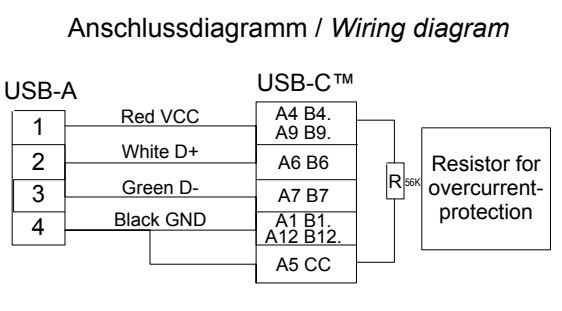 Anschlussdiagramm / Wiring diagram
USB-A
USB-C™
1
Red VCC
A4 B4.
A9 B9.
2
White D+
A6 B6
3
Green D-
A7 B7
4
Black GND
A1 B1.
A12 B12.
A5 CC
R 56K
Resistor for
overcurrent-
protection